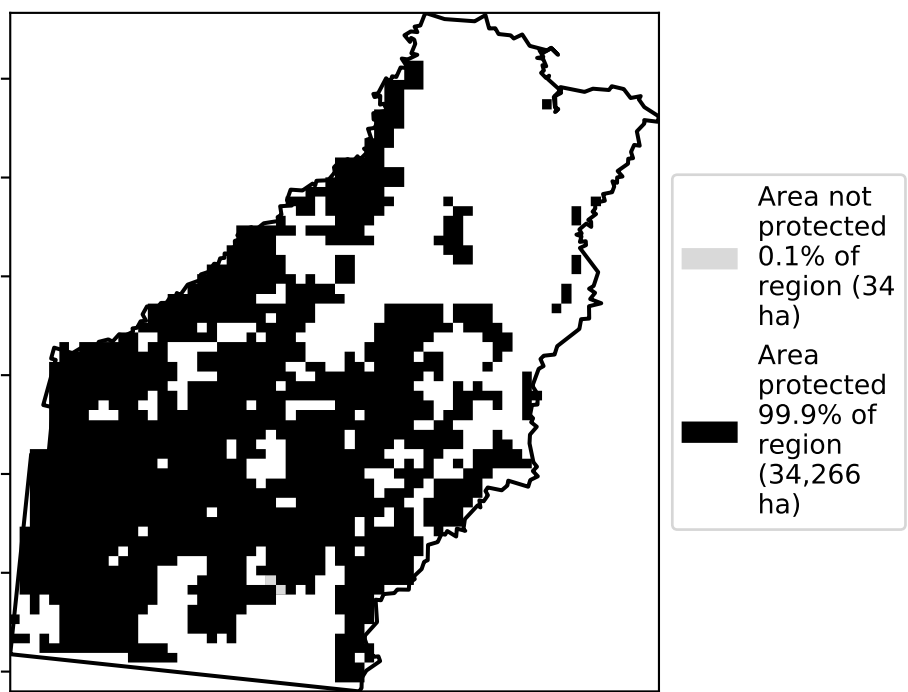 Area not
protected
0.1% of
region (34
ha)
Area
protected
99.9% of
region
(34,266
ha)